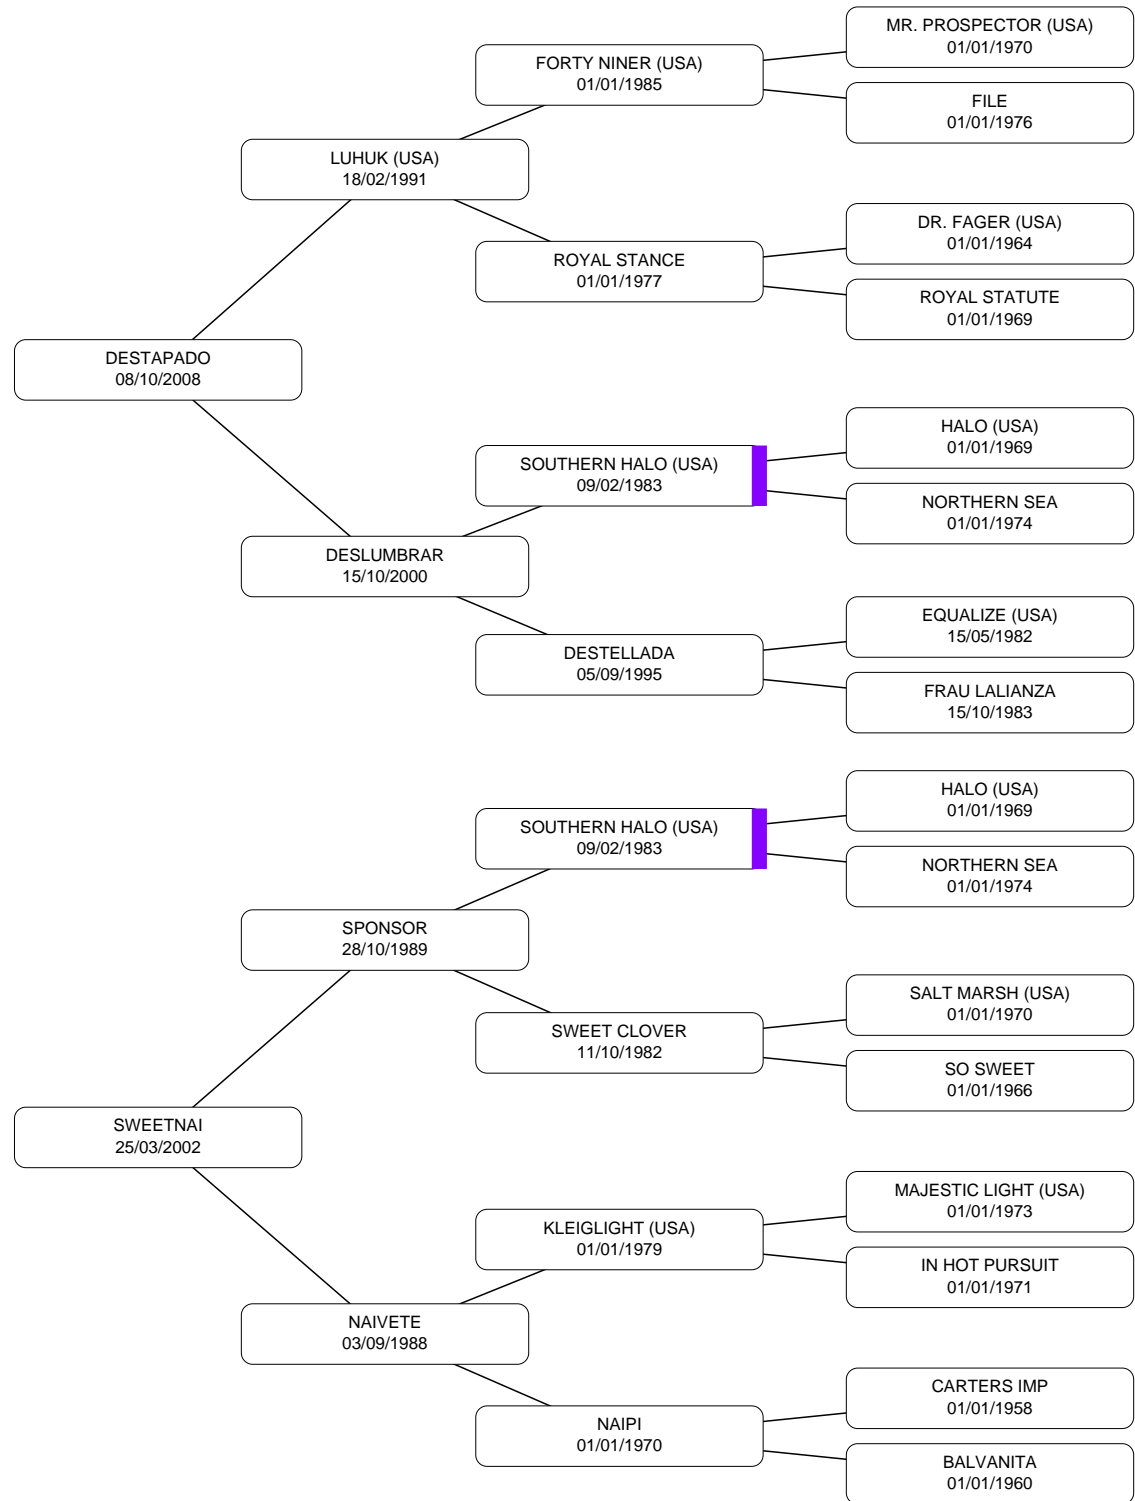 MR. PROSPECTOR (USA)
01/01/1970
FORTY NINER (USA)
01/01/1985
FILE
01/01/1976
LUHUK (USA)
18/02/1991
DR. FAGER (USA)
01/01/1964
ROYAL STANCE
01/01/1977
ROYAL STATUTE
01/01/1969
DESTAPADO
08/10/2008
HALO (USA)
01/01/1969
SOUTHERN HALO (USA)
09/02/1983
NORTHERN SEA
01/01/1974
DESLUMBRAR
15/10/2000
EQUALIZE (USA)
15/05/1982
DESTELLADA
05/09/1995
FRAU LALIANZA
15/10/1983
HALO (USA)
01/01/1969
SOUTHERN HALO (USA)
09/02/1983
NORTHERN SEA
01/01/1974
SPONSOR
28/10/1989
SALT MARSH (USA)
01/01/1970
SWEET CLOVER
11/10/1982
SO SWEET
01/01/1966
SWEETNAI
25/03/2002
MAJESTIC LIGHT (USA)
01/01/1973
KLEIGLIGHT (USA)
01/01/1979
IN HOT PURSUIT
01/01/1971
NAIVETE
03/09/1988
CARTERS IMP
01/01/1958
NAIPI
01/01/1970
BALVANITA
01/01/1960